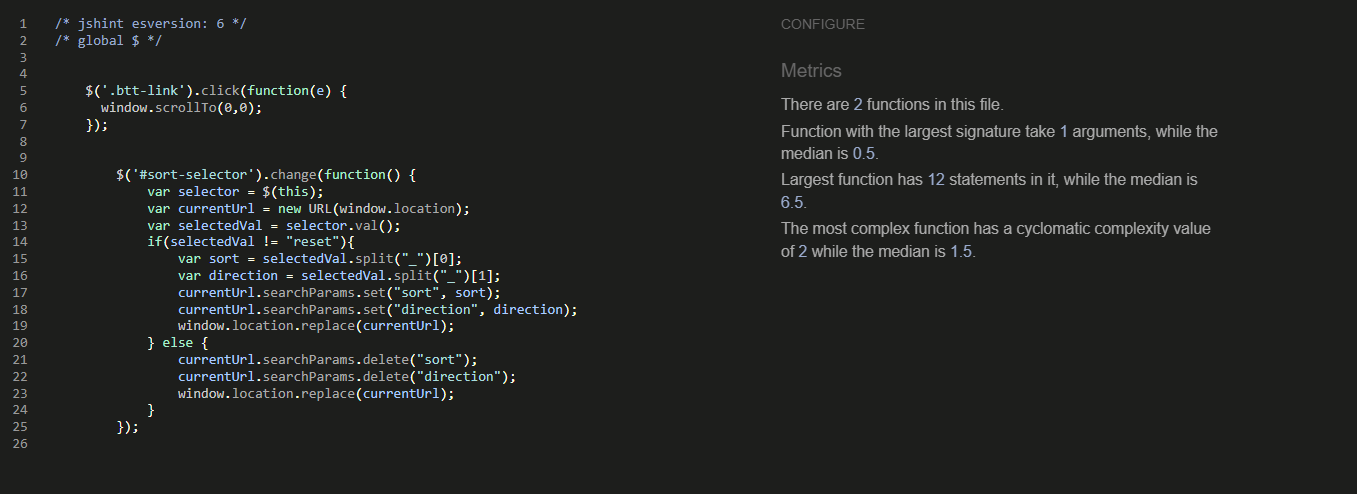 1 /* jshint esversion: 6 */
2 /* global $ */
3
4
5 $('.btt-link').click(function(e) {
6 window.scrollTo(0,0);
7 });
8
9
10 $('#sort-selector').change(function() {
11 var selector = $(this);
12 var currentUrl = new URL(window.location);
13 var selectedVal = selector.val();
14 if(selectedVal != "reset"){
15 var sort = selectedVal.split("_")[0];
16 var direction = selectedVal.split("_")[1];
17 currentUrl.searchParams.set("sort", sort);
18 currentUrl.searchParams.set("direction", direction);
19 window.location.replace(currentUrl);
20 } else {
21 currentUrl.searchParams.delete("sort");
22 currentUrl.searchParams.delete("direction");
23 window.location.replace(currentUrl);
24 }
25 });
26
CONFIGURE
Metrics
There are 2 functions in this file.
Function with the largest signature take 1 arguments, while the
median is 0.5.
Largest function has 12 statements in it, while the median is
6.5.
The most complex function has a cyclomatic complexity value
of 2 while the median is 1.5.